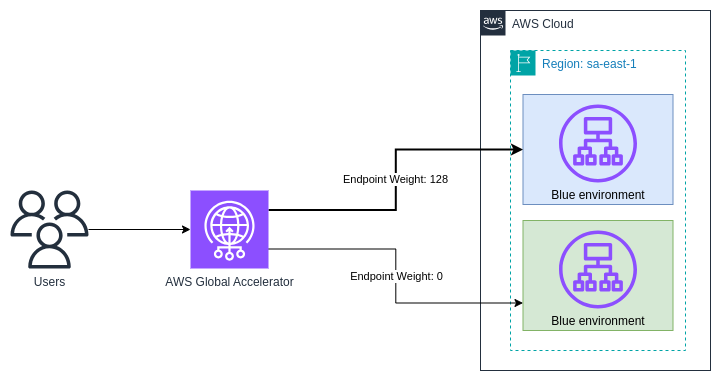 aws
AWS Cloud
Region: sa-east-1
Endpoint Weight: 128
Blue environment
Users
AWS Global Accelerator
Endpoint Weight: 0
Blue environment